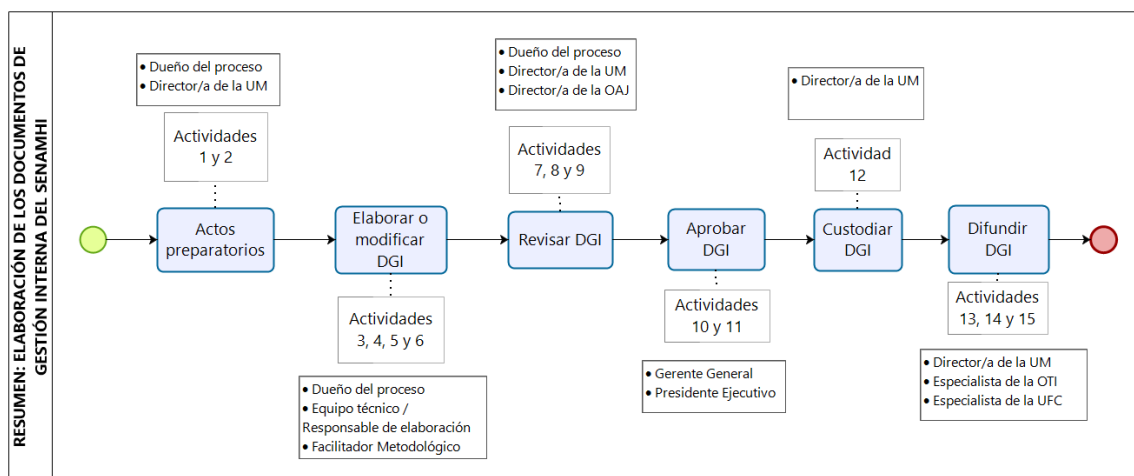 RESUMEN: ELABORACIÓN DE LOS DOCUMENTOS DE
GESTIÓN INTERNA DEL SENAMHI
• Dueño del proceso
• Director/a de la UM
Actividades
1 y 2
Actos
preparatorios
Elaborar o
modificar
DGI
Actividades
3, 4, 5 y 6
• Dueño del proceso
• Equipo técnico /
Responsable de elaboración
• Facilitador Metodológico
• Dueño del proceso
• Director/a de la UM
• Director/a de la OAJ
Actividades
7, 8 y 9
Revisar DGI
Aprobar
DGI
Actividades
10 y 11
• Gerente General
• Presidente Ejecutivo
• Director/a de la UM
Actividad
12
Custodiar
DGI
Difundir
DGI
Actividades
13, 14 y 15
• Director/a de la UM
• Especialista de la OTI
• Especialista de la UFC